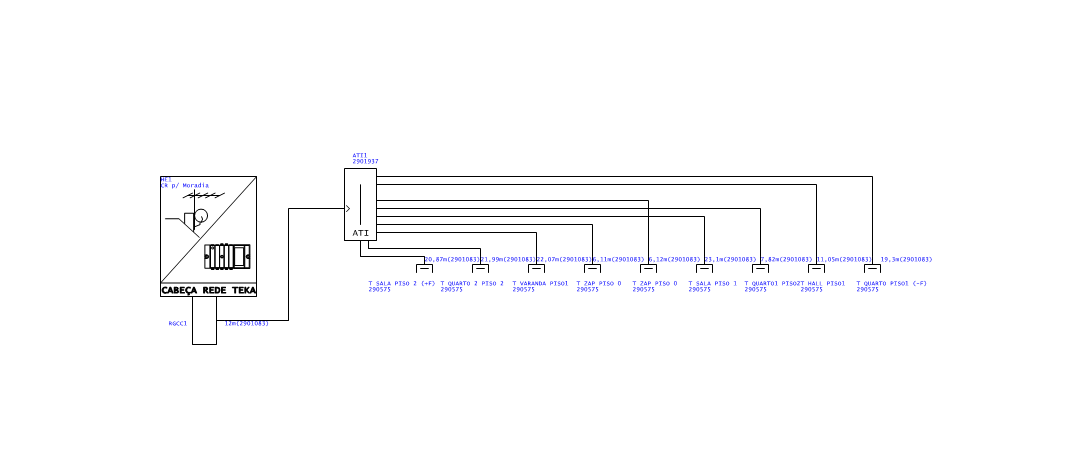 ATI1
2901937
HE1
CR p/ Moradia
ATI
CABEÇA REDE TEKA
RGCC1
12m(2901083)
20,87m(2901083)
21,99m(2901083)
22,07m(2901083)
6,11m(2901083)
6,12m(2901083)
23,1m(2901083)
7,82m(2901083)
11,05m(2901083)
19,3m(2901083)
T SALA PISO 2 (+F)
290575
T QUARTO 2 PISO 2
290575
T VARANDA PISO1
290575
T ZAP PISO 0
290575
T ZAP PISO 0
290575
T SALA PISO 1
290575
T QUARTO1 PISO2
290575
T HALL PISO1
290575
T QUARTO PISO1 (-F)
290575